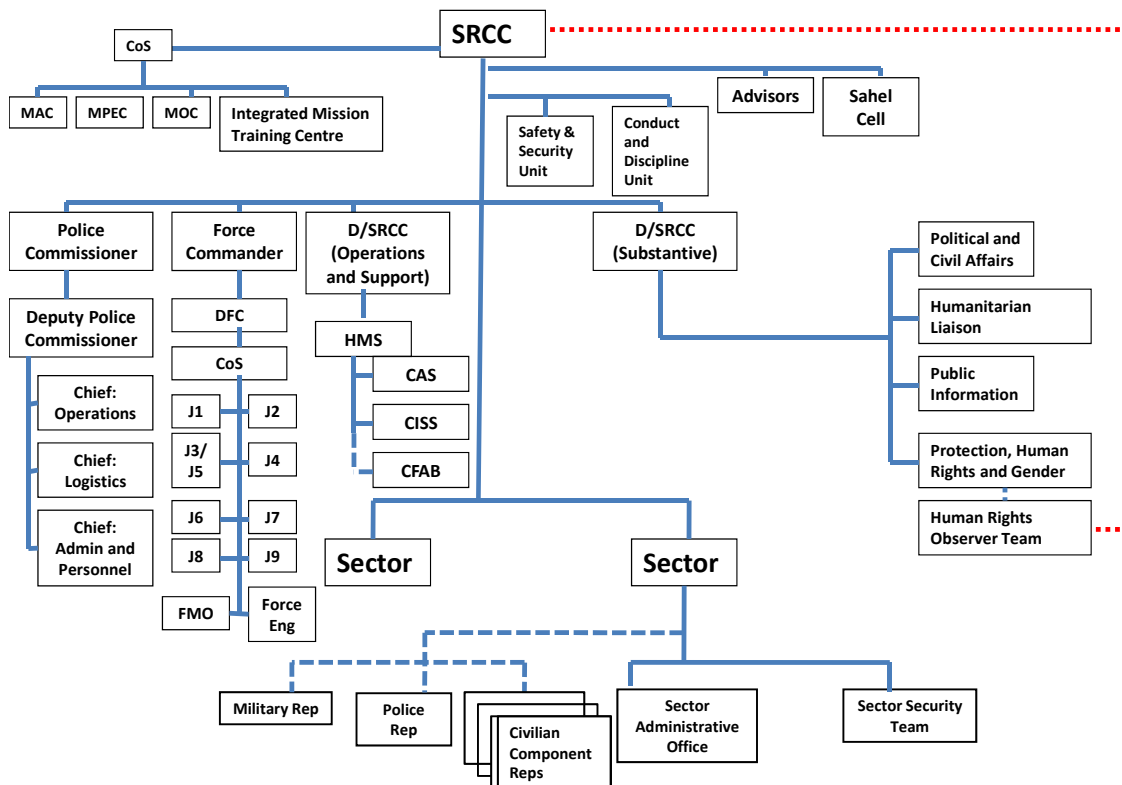 SRCC
CoS
MAC
MPEC
MOC
Integrated Mission
Training Centre
Advisors
Sahel
Cell
Safety &
Security
Unit
Conduct
and
Discipline
Unit
Police
Commissioner
Force
Commander
D/SRCC
(Operations
and Support)
D/SRCC
(Substantive)
Political and
Civil Affairs
Humanitarian
Liaison
Public
Information
Protection, Human
Rights and Gender
Human Rights
Observer Team
Deputy Police
Commissioner
Chief:
Operations
Chief:
Logistics
Chief:
Admin and
Personnel
DFC
CoS
J1
J2
J3/
J5
J4
J6
J7
J8
J9
FMO
Force
Eng
HMS
CAS
CISS
CFAB
Sector
Sector
Military Rep
Police
Rep
Civilian
Component
Reps
Sector
Administrative
Office
Sector Security
Team